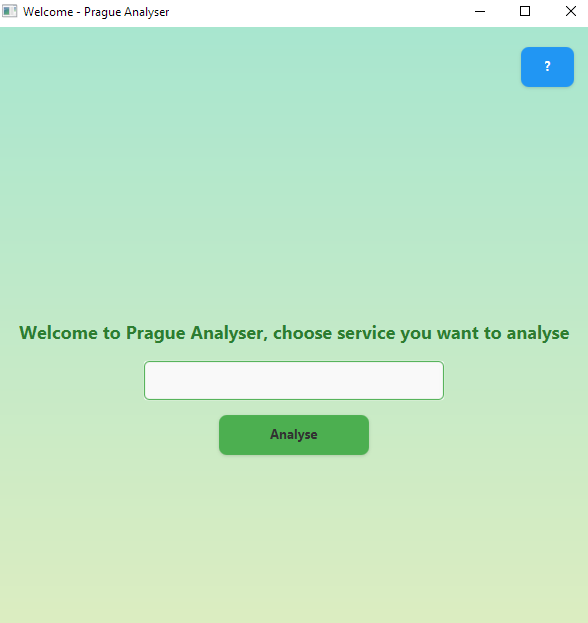 Welcome - Prague Analyser
?
Welcome to Prague Analyser, choose service you want to analyse
Analyse